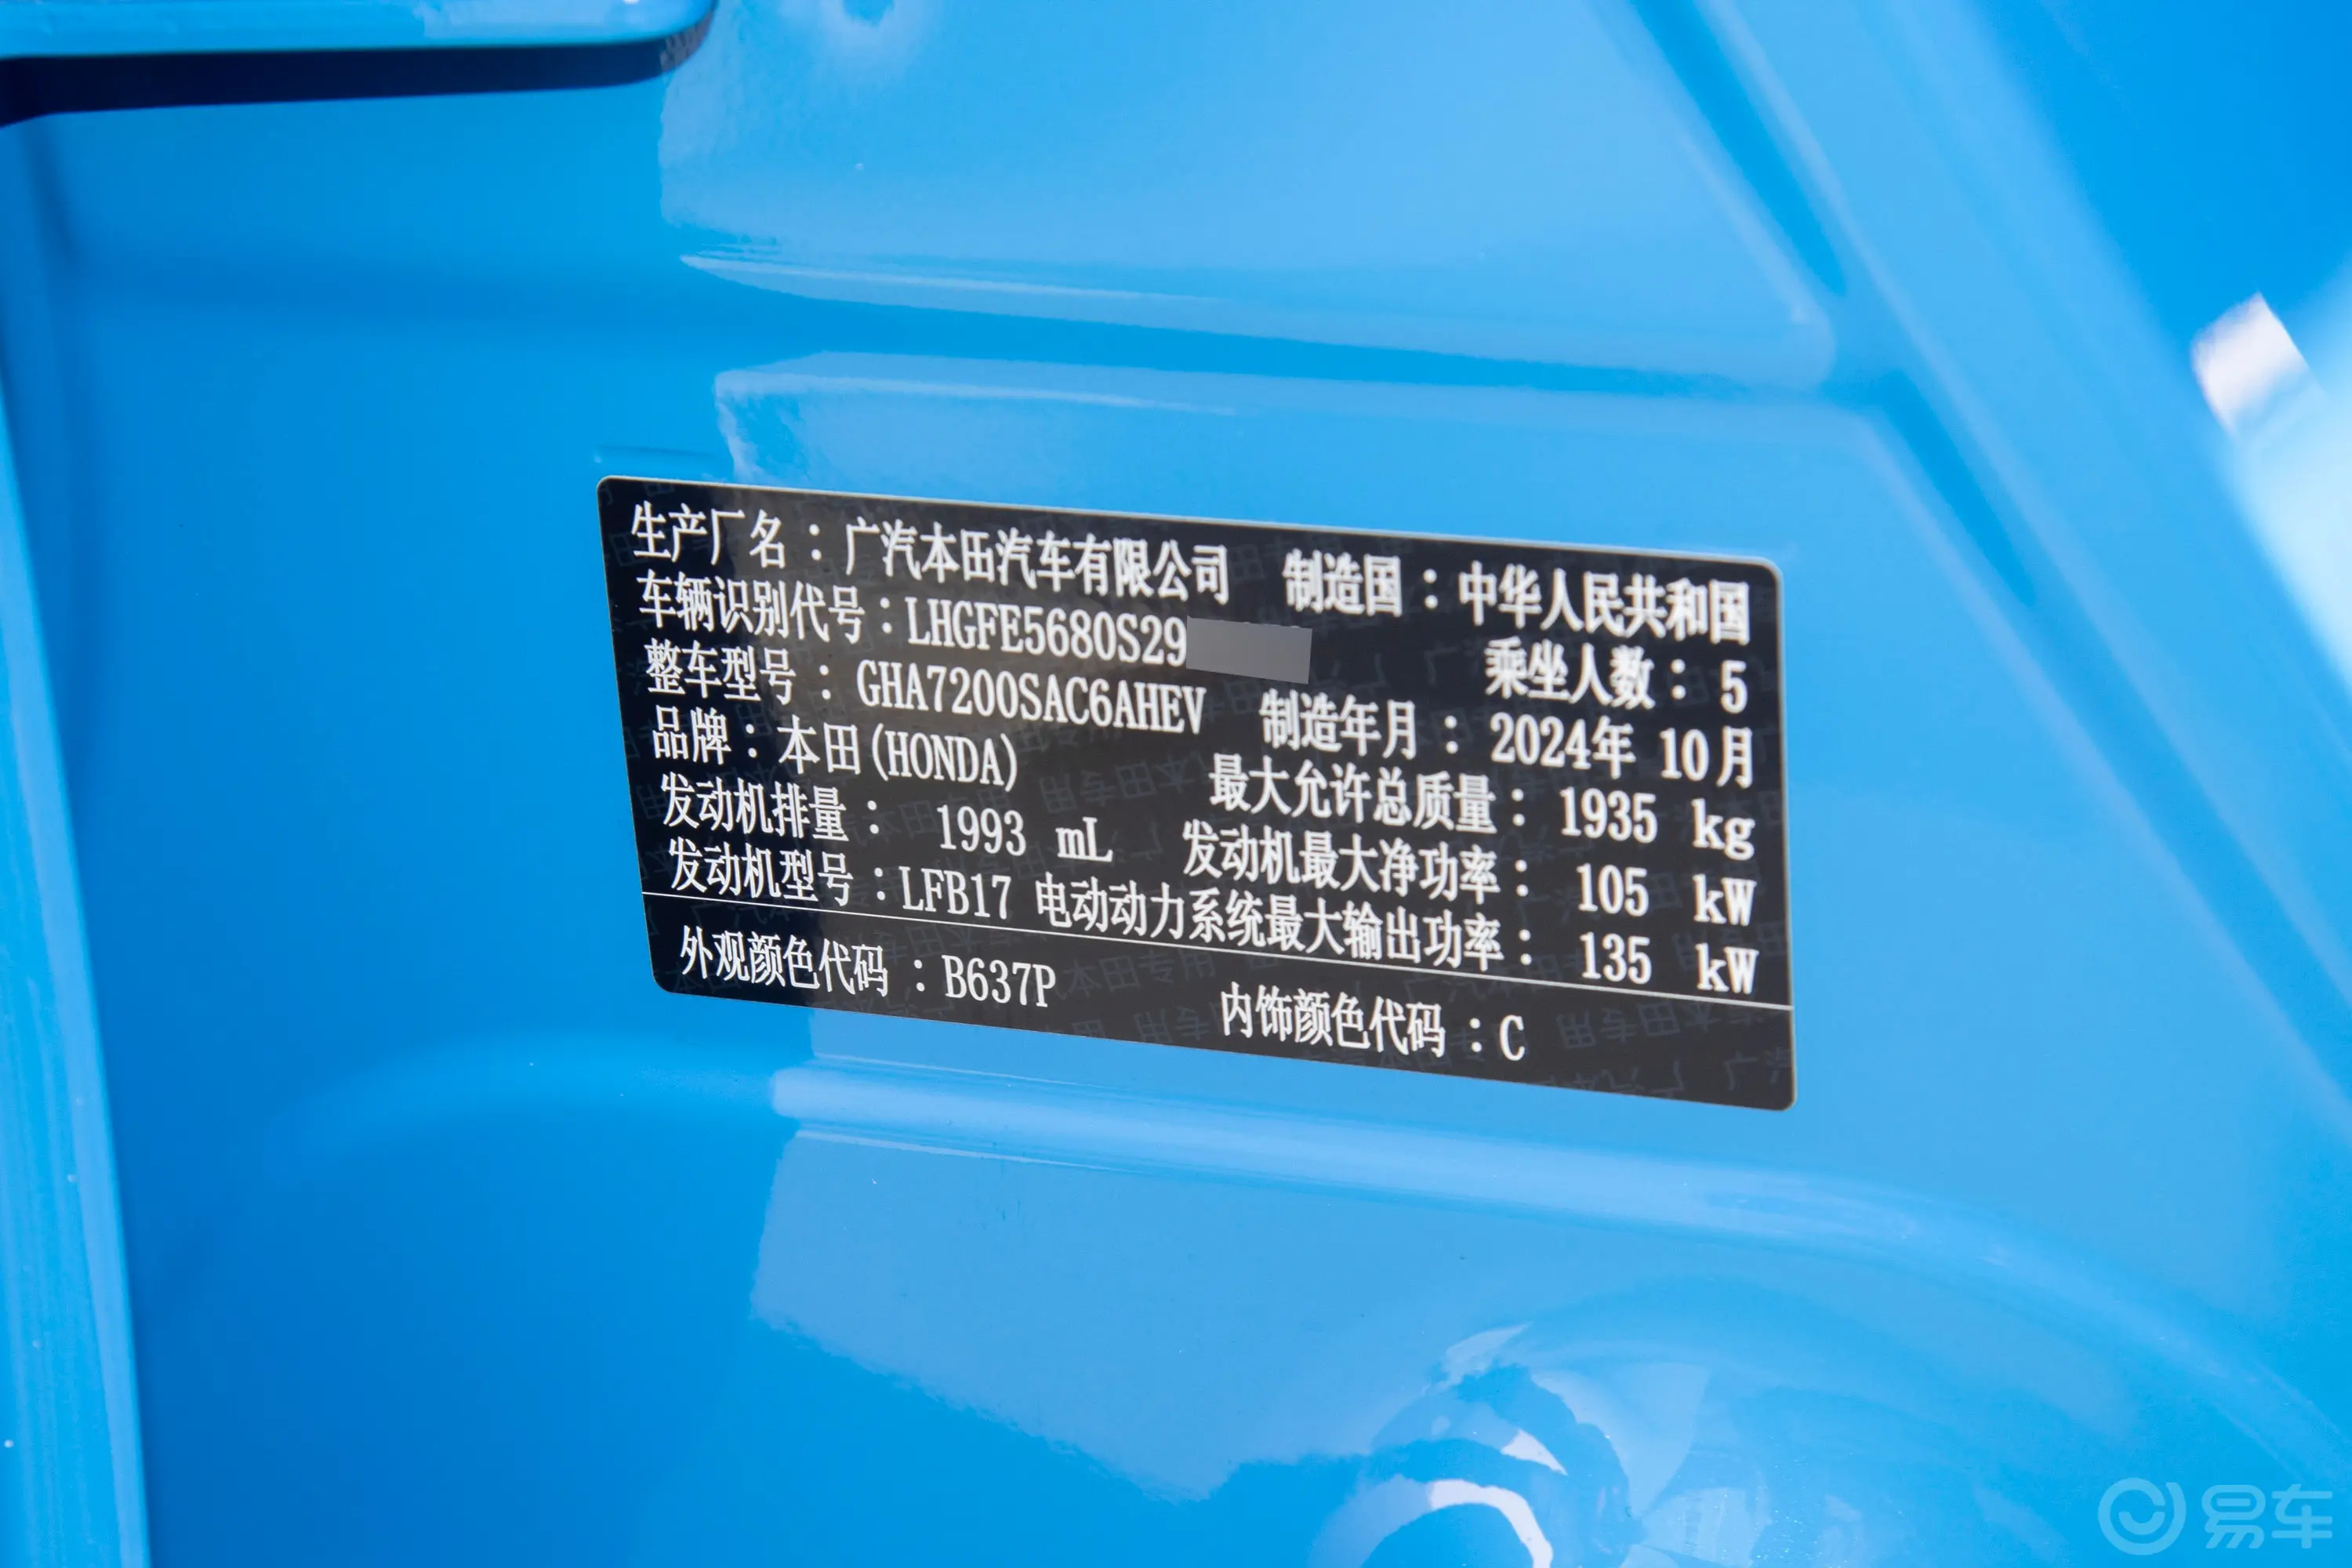 生产厂名：广汽本田汽车有限公司 制造国：中华人民共和国
车辆识别代号：LHGFE5680S29 乘坐人数：5
整车型号：GHA7200SAC6AHEV 制造年月：2024年10月
品牌：本田(HONDA) 最大允许总质量：1935 kg
发动机排量：1993 mL 发动机最大净功率：105 kW
发动机型号：LFB17 电动动力系统最大输出功率：135 kW
外观颜色代码：B637P 内饰颜色代码：C
易车